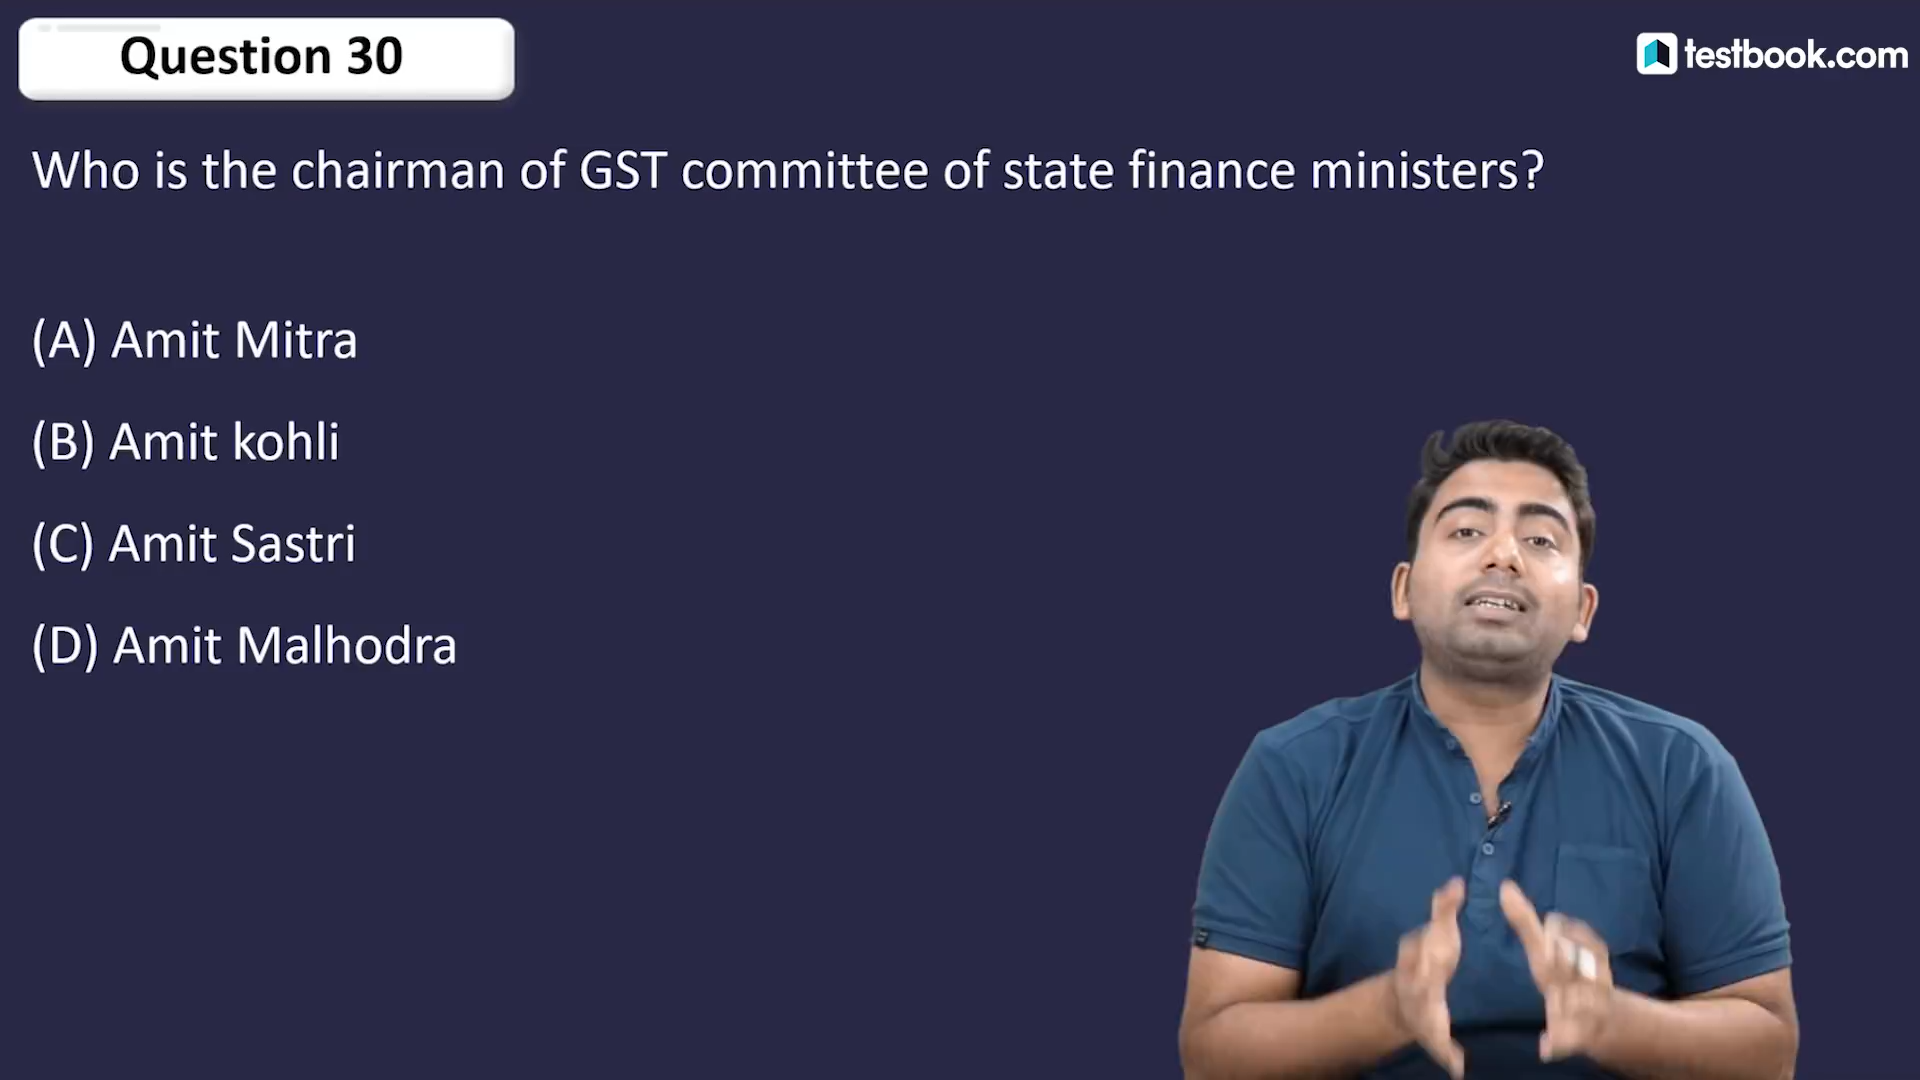 Question 30
testbook.com
Who is the chairman of GST committee of state finance ministers?
(A) Amit Mitra
(B) Amit kohli
(C) Amit Sastri
(D) Amit Malhodra